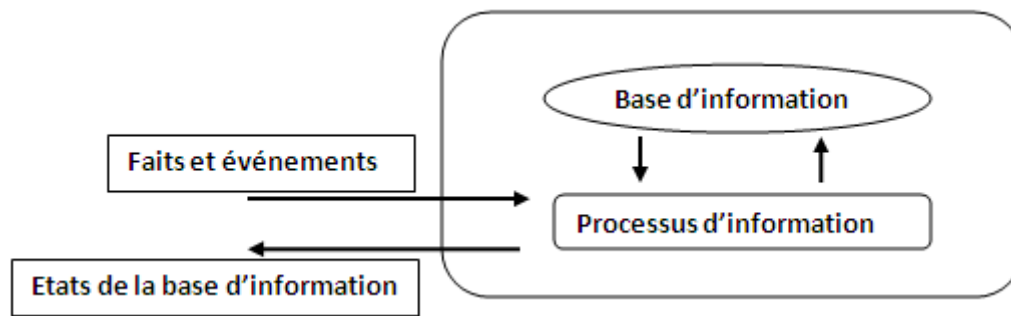 Base d'information
Faits et événements
Processus d'information
Etats de la base d'information